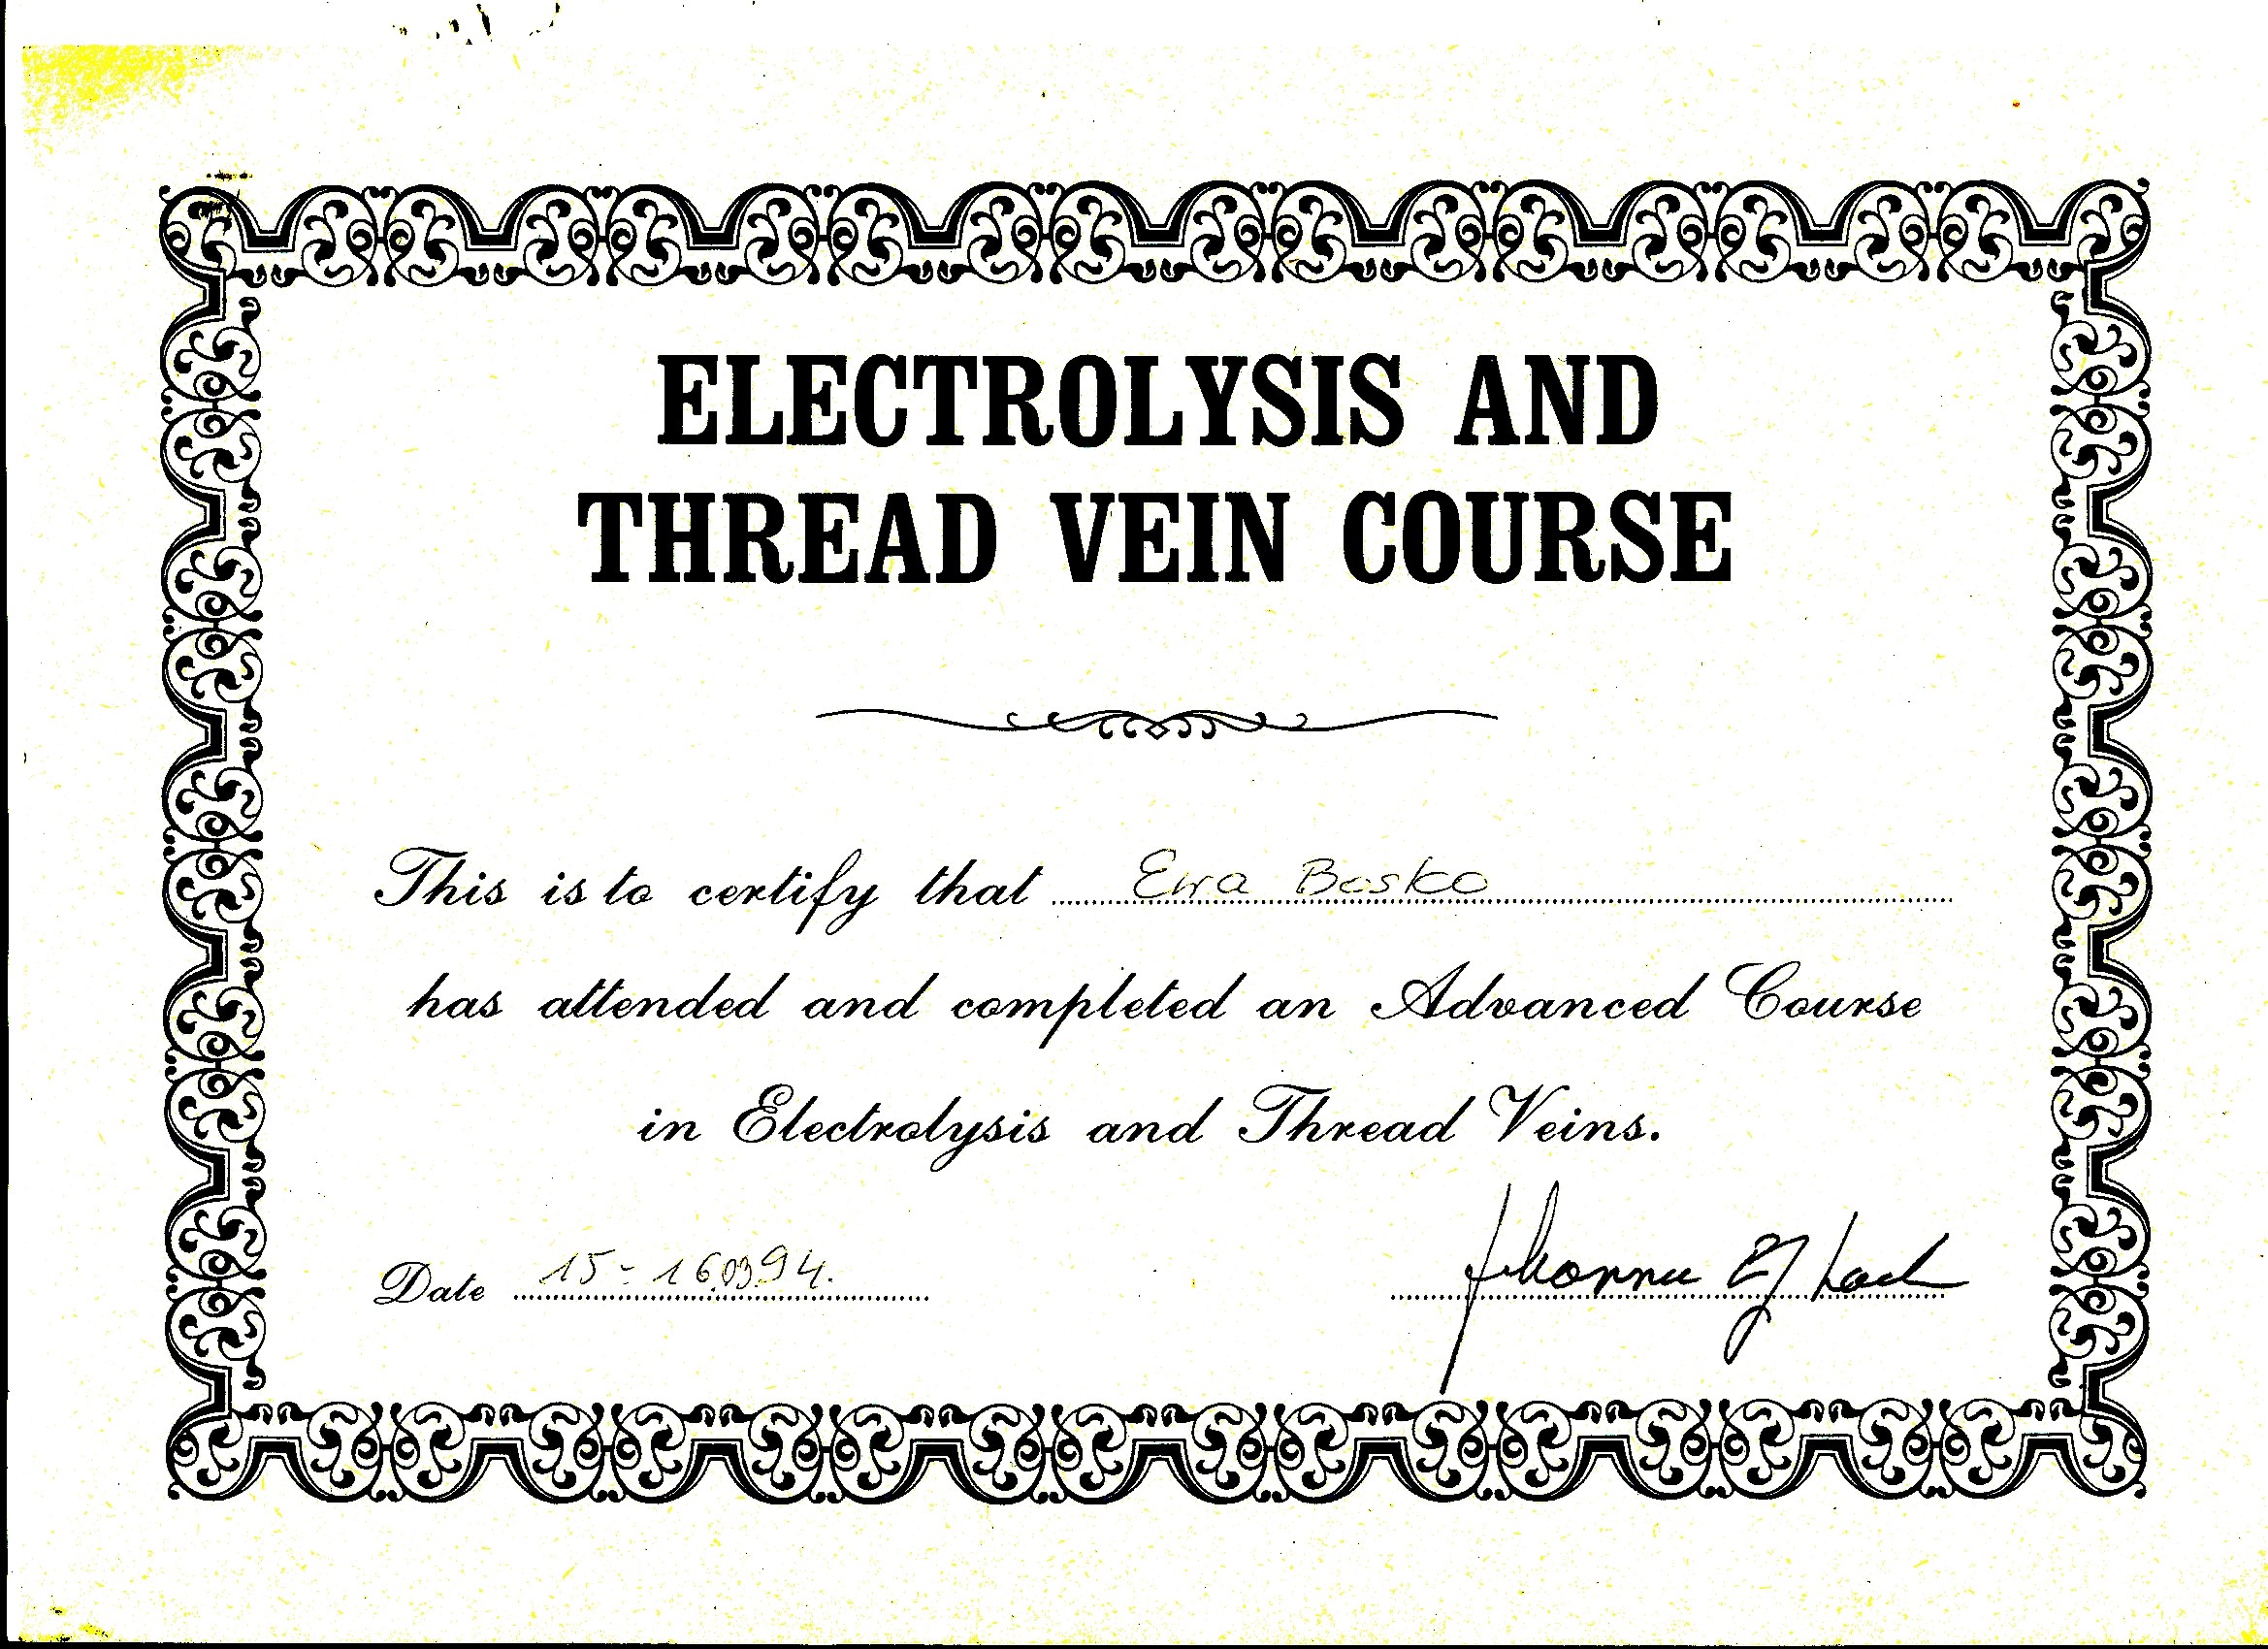 ELECTROLYSIS AND
THREAD VEIN COURSE
This is to certify that Ewa Bosko
has attended and completed an Advanced Course
in Electrolysis and Thread Veins.
Date 15-16.03.94.